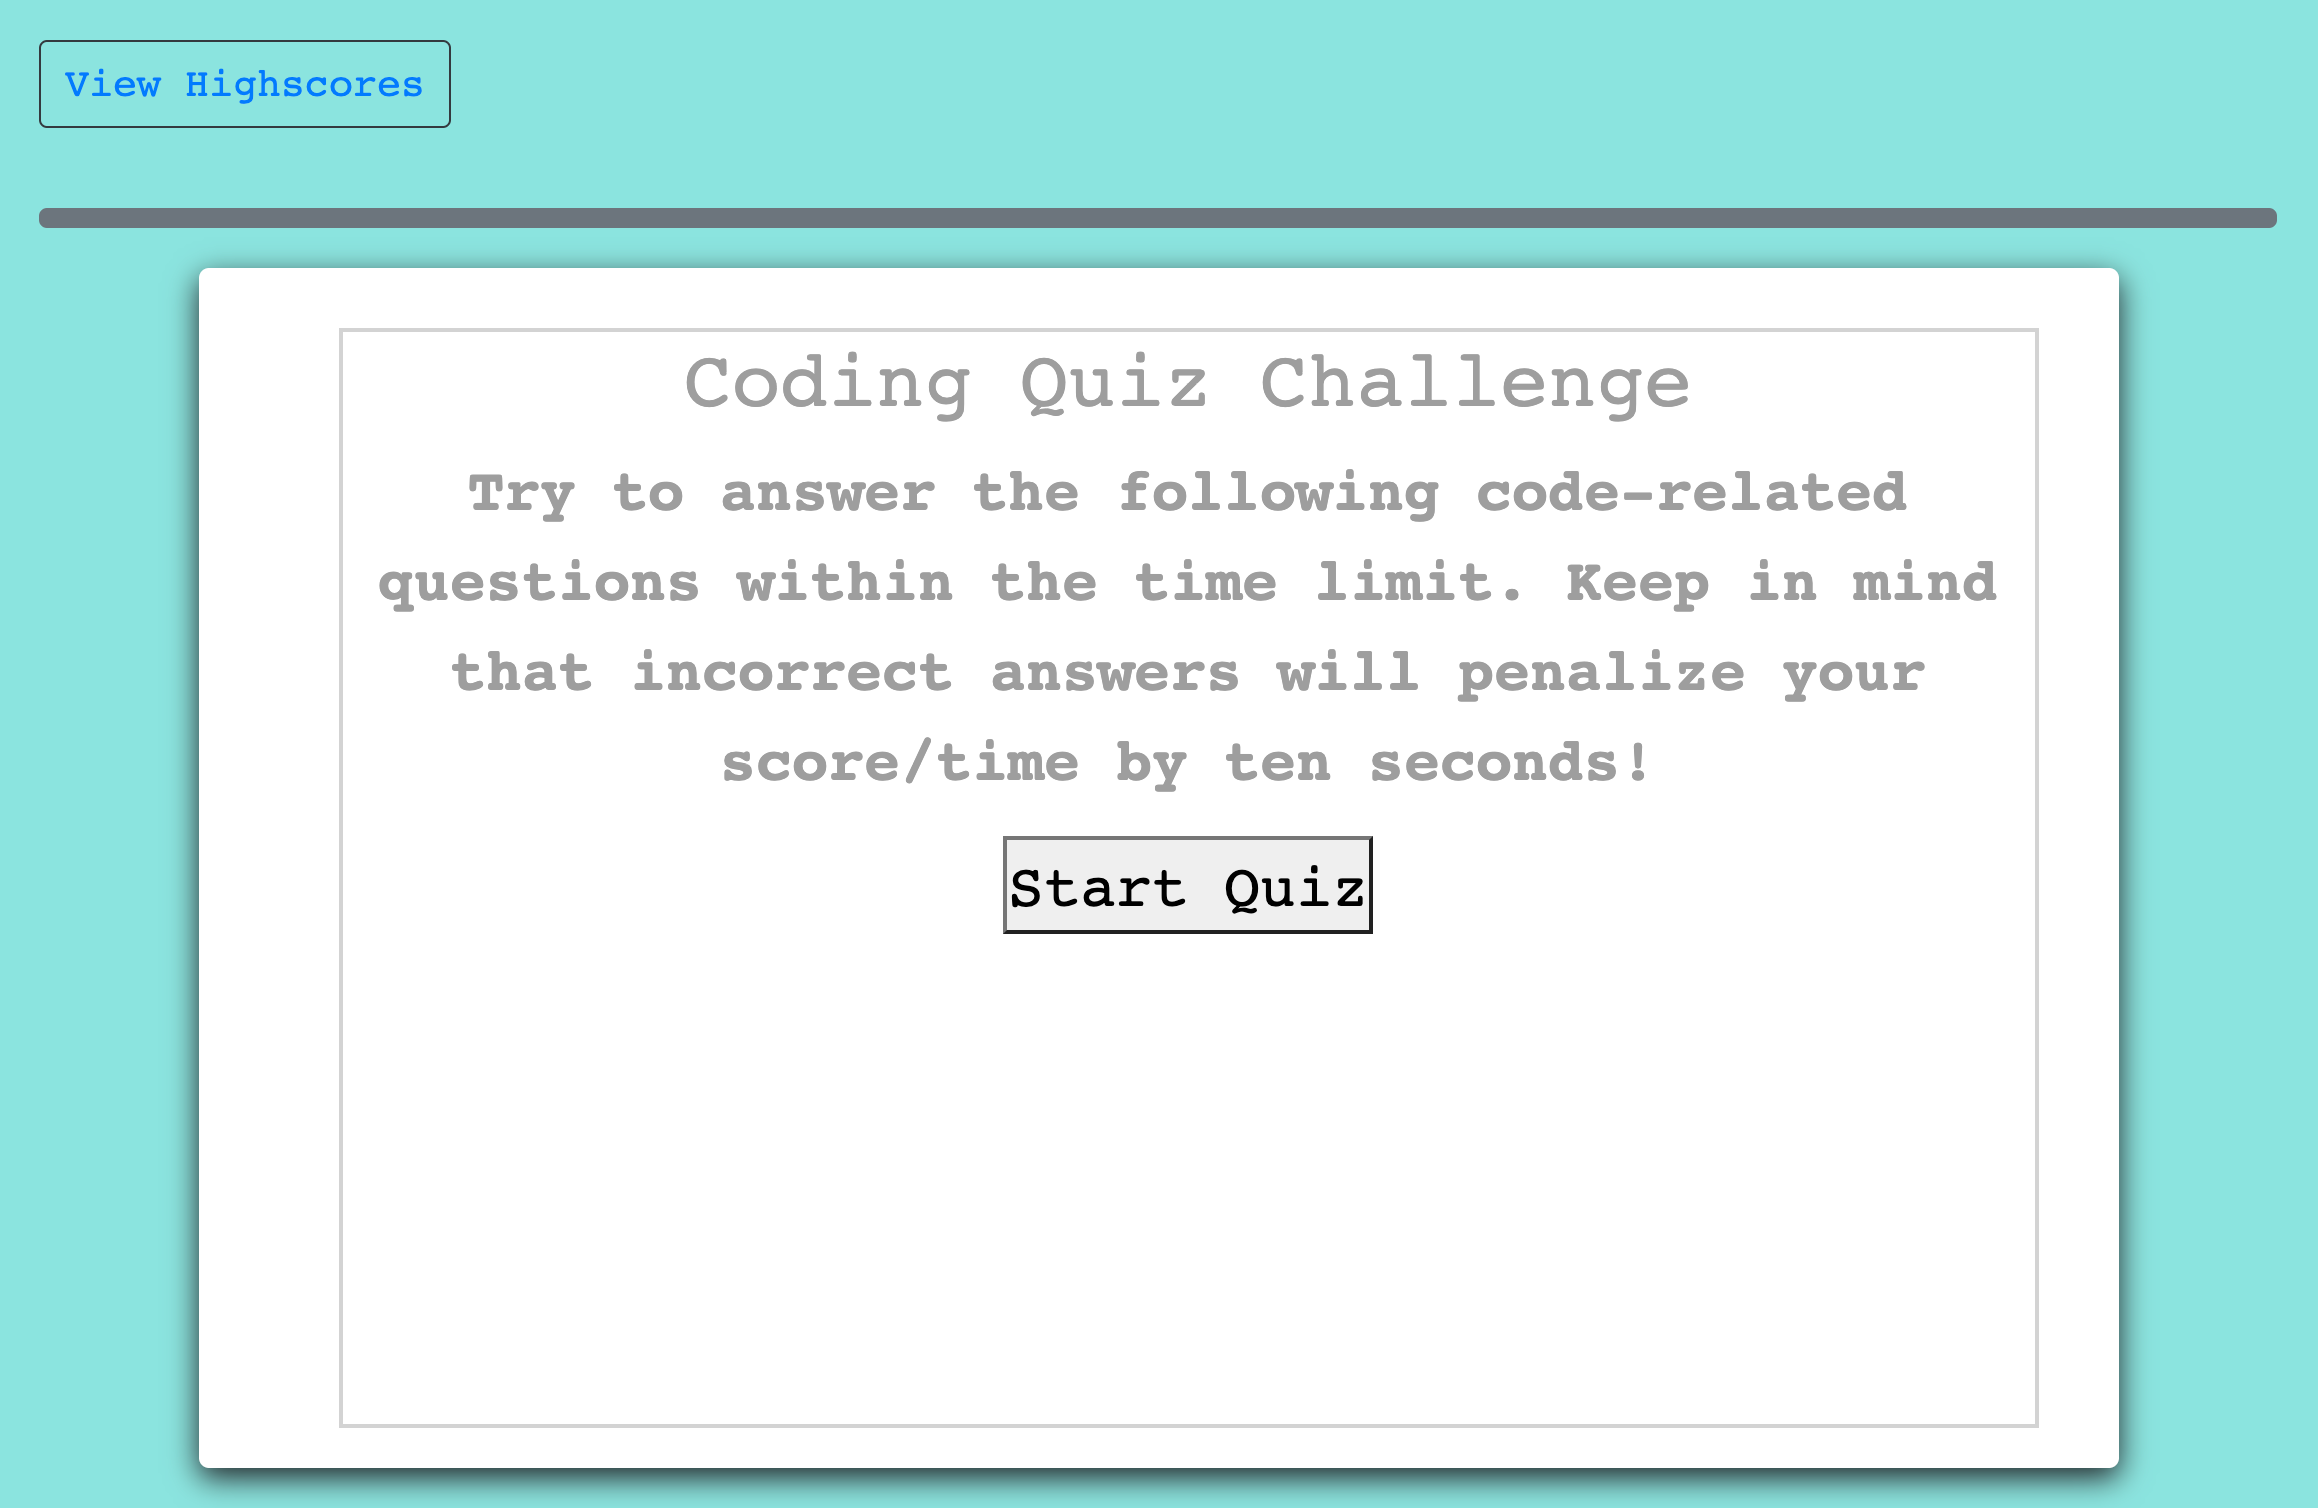 View Highscores
Coding Quiz Challenge
Try to answer the following code-related
questions within the time limit. Keep in mind
that incorrect answers will penalize your
score/time by ten seconds!
Start Quiz